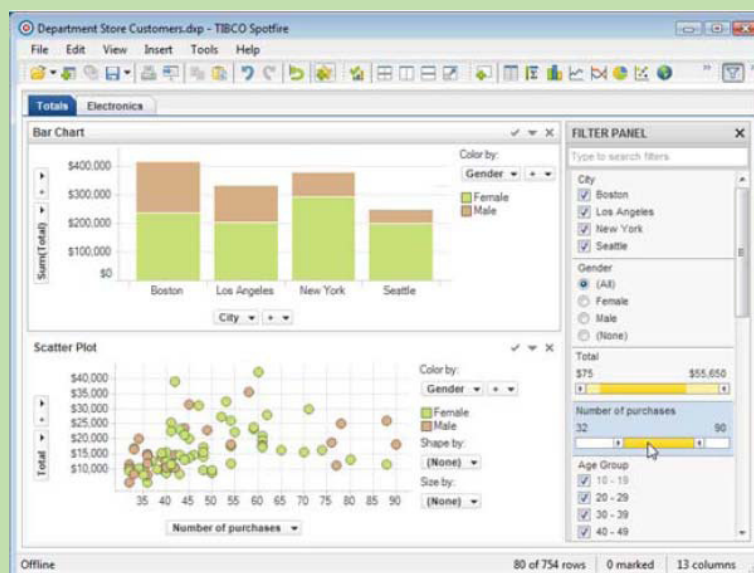 Department Store Customers.dxp - TIBCO Spotfire
File Edit View Insert Tools Help
Totals Electronics
Bar Chart
$400,000
$300,000
$200,000
$100,000
$0
Sum(Total)
Boston Los Angeles New York Seattle
City +
Color by:
Gender +
Female
Male
Scatter Plot
$40,000
$35,000
$30,000
$25,000
$20,000
$15,000
$10,000
Total
35 40 45 50 55 60 65 70 75 80 85 90
Number of purchases
Color by:
Gender +
Female
Male
Shape by:
(None)
Size by:
(None)
FILTER PANEL
Type to search filters
City
Boston
Los Angeles
New York
Seattle
Gender
(All)
Female
Male
(None)
Total
$75 $55,650
Number of purchases
32 90
Age Group
10 - 19
20 - 29
30 - 39
40 - 49
Offline 80 of 754 rows 0 marked 13 columns